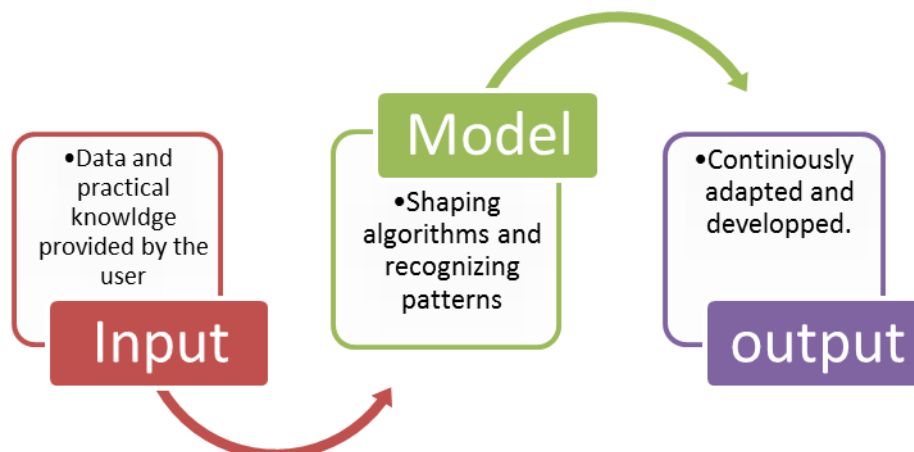 •Data and
practical
knowldge
provided by the
user
Input
Model
•Shaping
algorithms and
recognizing
patterns
•Continiously
adapted and
developped.
output